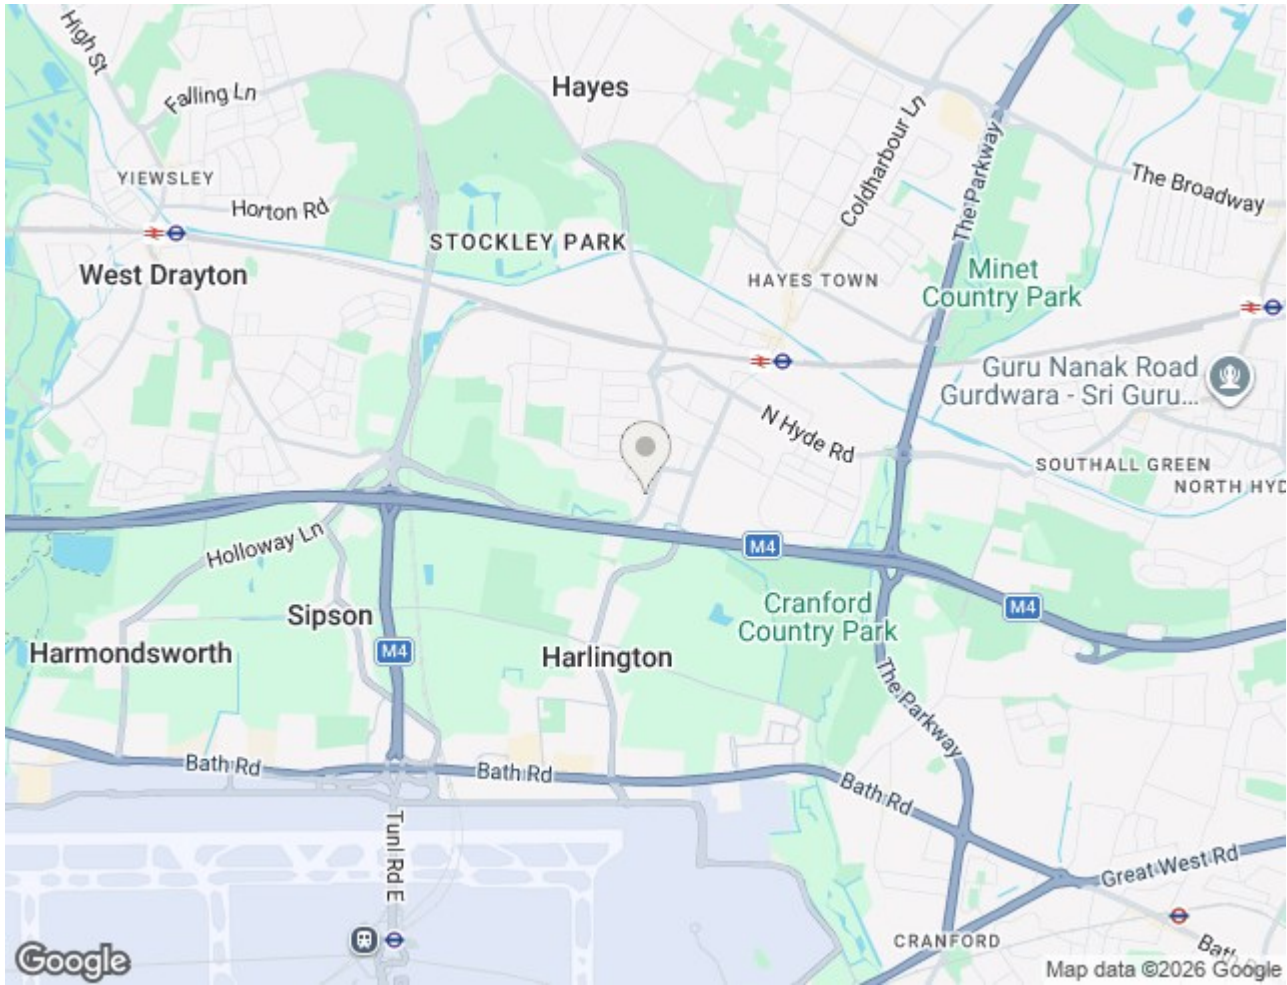 High St
Falling Ln
Hayes
Coldharbour Ln
The Parkway
The Broadway
YIEWSLEY
Horton Rd
STOCKLEY PARK
West Drayton
HAYES TOWN
Minet
Country Park
Guru Nanak Road
Gurdwara - Sri Guru...
N Hyde Rd
SOUTHALL GREEN
NORTH HYD
Holloway Ln
M4
M4
Sipson
Cranford
Country Park
Harmondsworth
M4
Harlington
The Parkway
Bath Rd
Bath Rd
Bath Rd
Tunl Rd E
Great West Rd
CRANFORD
Bath R
Google
Map data ©2026 Google